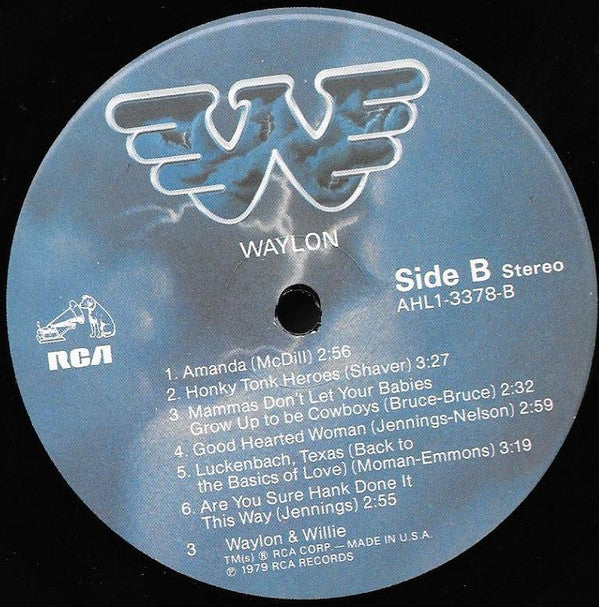 W
WAYLON
Side B Stereo
AHL1-3378-B
RCA
1. Amanda (McDill) 2:56
2. Honky Tonk Heroes (Shaver) 3:27
3. Mammas Don't Let Your Babies
Grow Up to be Cowboys (Bruce-Bruce) 2:32
4. Good Hearted Woman (Jennings-Nelson) 2:59
5. Luckenbach, Texas (Back to
the Basics of Love) (Moman-Emmons) 3:19
6. Are You Sure Hank Done It
This Way (Jennings) 2:55
3 Waylon & Willie
TM(s) ® RCA CORP.—MADE IN U.S.A.
℗ 1979 RCA RECORDS